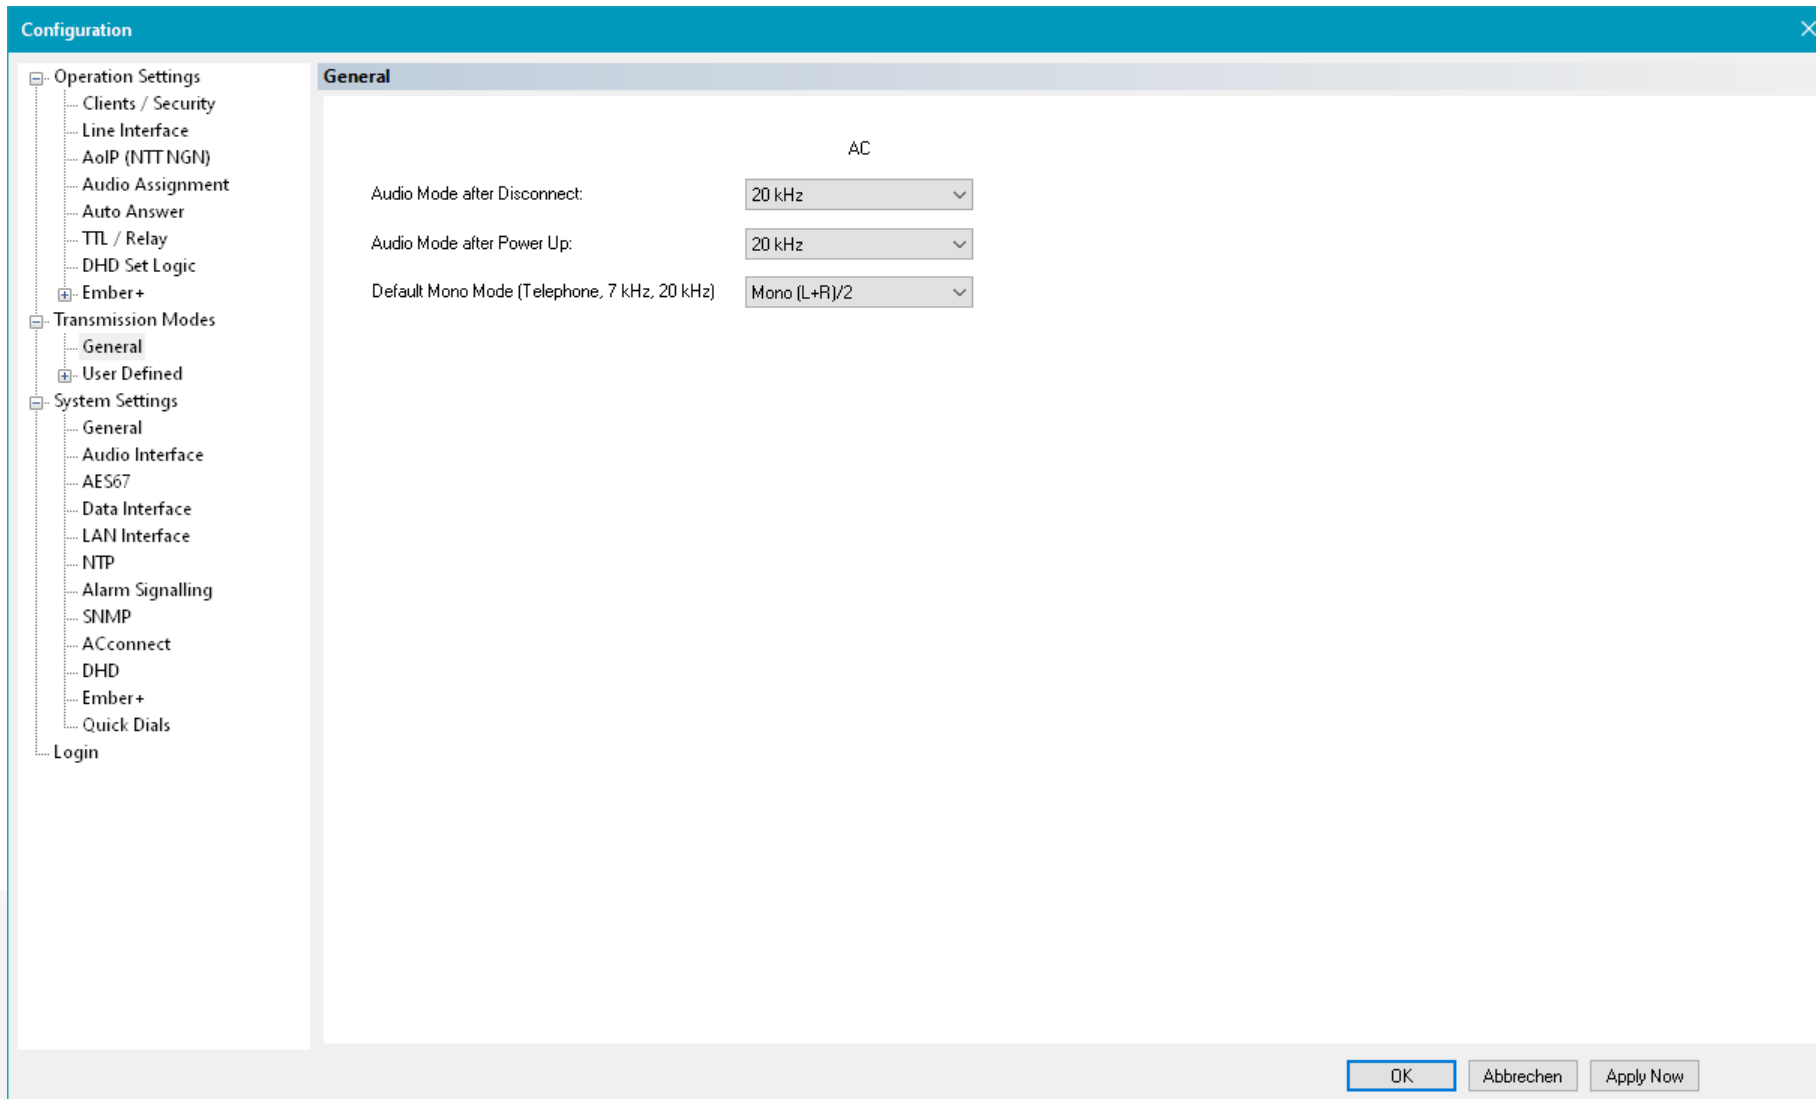 Configuration
Operation Settings
Clients / Security
Line Interface
AoIP (NTT NGN)
Audio Assignment
Auto Answer
TTL / Relay
DHD Set Logic
Ember+
Transmission Modes
General
User Defined
System Settings
General
Audio Interface
AES67
Data Interface
LAN Interface
NTP
Alarm Signalling
SNMP
ACconnect
DHD
Ember+
Quick Dials
Login
General
AC
Audio Mode after Disconnect: 20 kHz
Audio Mode after Power Up: 20 kHz
Default Mono Mode (Telephone, 7 kHz, 20 kHz) Mono (L+R)/2
OK Abbrechen Apply Now